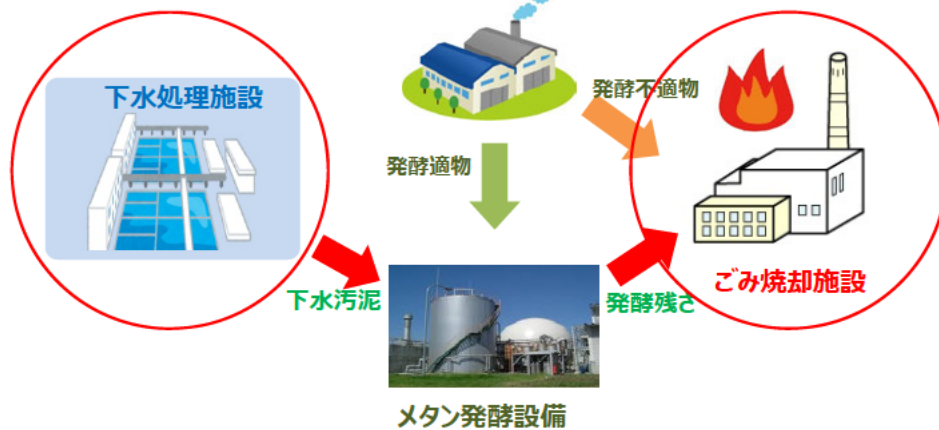 下水処理施設
発酵不適物
発酵適物
下水汚泥
発酵残さ
ごみ焼却施設
メタン発酵設備